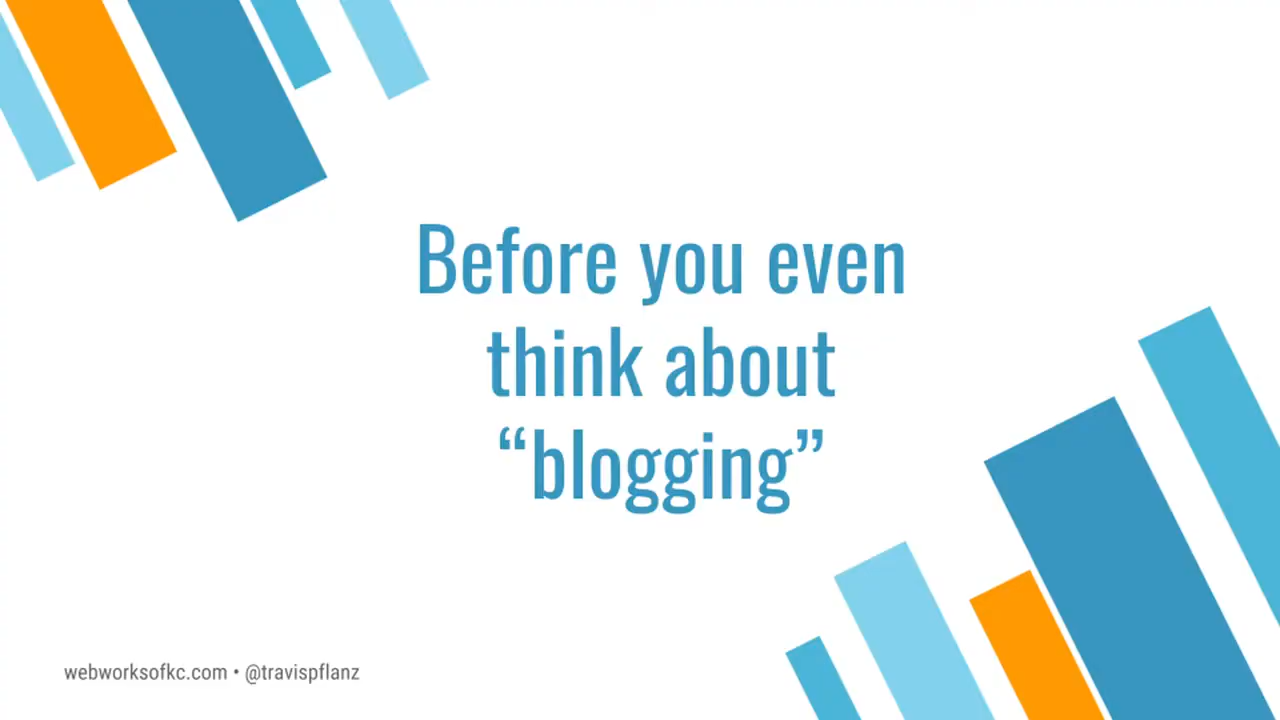 Before you even
think about
“blogging”
webworksofkc.com • @travispflanz